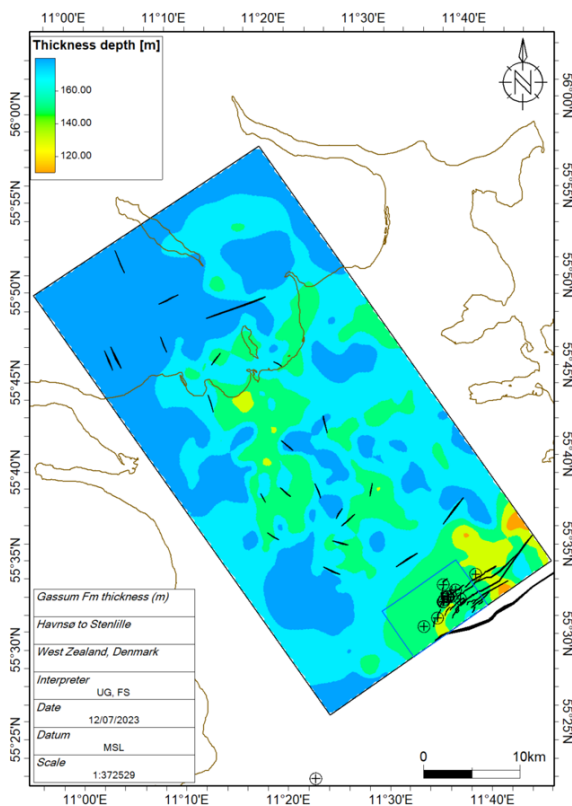 11°00'E 11°20'E 11°30'E 11°40'E
Thickness depth [m]
160.00
140.00
120.00
N
56°00'N
55°55'N
55°50'N
55°45'N
55°40'N
55°35'N
55°30'N
55°25'N
56°00'N
55°55'N
55°50'N
55°45'N
55°40'N
55°35'N
55°30'N
55°25'N
Gassum Fm thickness (m)
Havnsø to Stenlille
West Zealand, Denmark
Interpreter
UG, FS
Date
12/07/2023
Datum
MSL
Scale
1:372529
0 10km
11°00'E 11°10'E 11°20'E 11°30'E 11°40'E